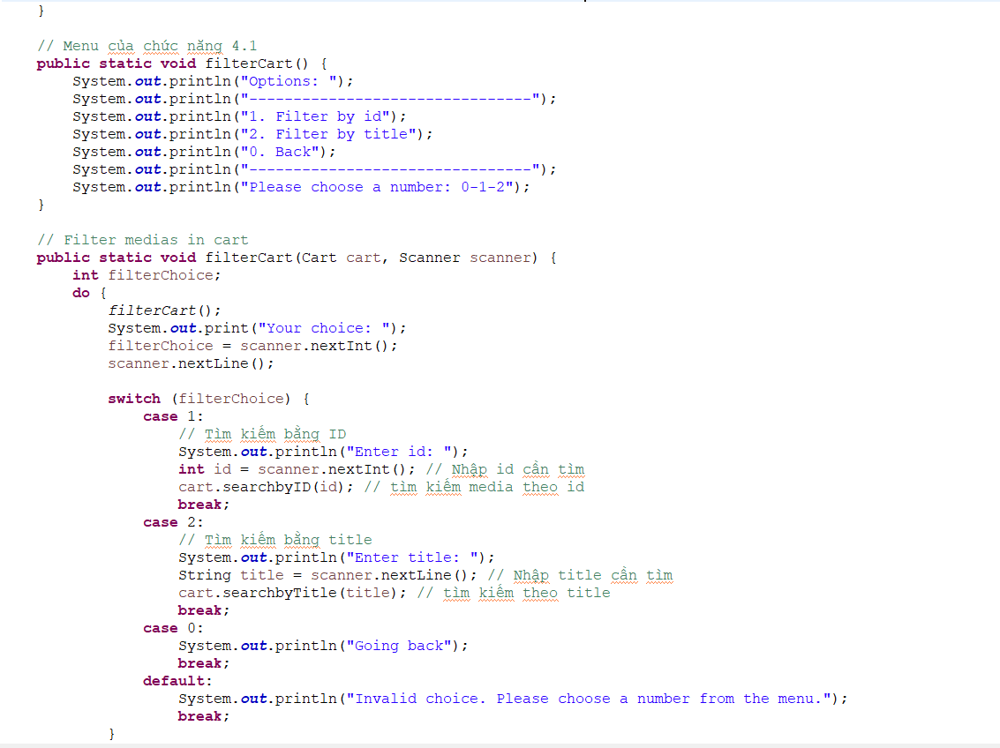 }
// Menu của chức năng 4.1
public static void filterCart() {
System.out.println("Options: ");
System.out.println("--------------------------------");
System.out.println("1. Filter by id");
System.out.println("2. Filter by title");
System.out.println("0. Back");
System.out.println("--------------------------------");
System.out.println("Please choose a number: 0-1-2");
}
// Filter medias in cart
public static void filterCart(Cart cart, Scanner scanner) {
int filterChoice;
do {
filterCart();
System.out.print("Your choice: ");
filterChoice = scanner.nextInt();
scanner.nextLine();
switch (filterChoice) {
case 1:
// Tìm kiếm bằng ID
System.out.println("Enter id: ");
int id = scanner.nextInt(); // Nhập id cần tìm
cart.searchbyID(id); // tìm kiếm media theo id
break;
case 2:
// Tìm kiếm bằng title
System.out.println("Enter title: ");
String title = scanner.nextLine(); // Nhập title cần tìm
cart.searchbyTitle(title); // tìm kiếm theo title
break;
case 0:
System.out.println("Going back");
break;
default:
System.out.println("Invalid choice. Please choose a number from the menu.");
break;
}